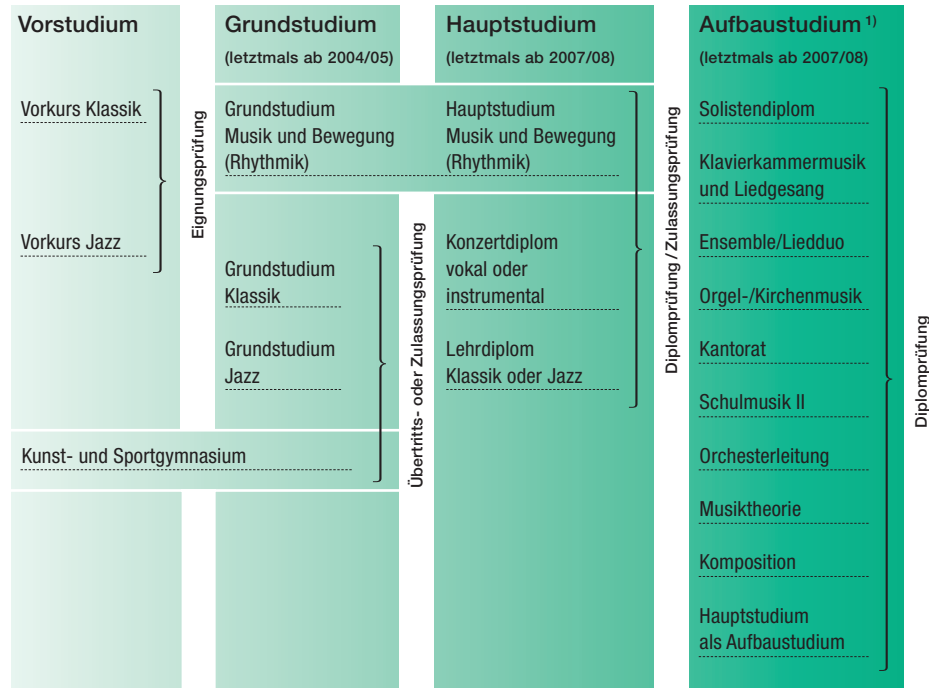 Vorstudium
Vorkurs Klassik
Vorkurs Jazz
Kunst- und Sportgymnasium
Eignungsprüfung
Grundstudium
(letztmals ab 2004/05)
Grundstudium
Musik und Bewegung
(Rhythmik)
Grundstudium
Klassik
Grundstudium
Jazz
Übertritts- oder Zulassungsprüfung
Hauptstudium
(letztmals ab 2007/08)
Hauptstudium
Musik und Bewegung
(Rhythmik)
Konzertdiplom
vokal oder
instrumental
Lehrdiplom
Klassik oder Jazz
Diplomprüfung / Zulassungsprüfung
Aufbaustudium 1)
(letztmals ab 2007/08)
Solistendiplom
Klavierkammermusik
und Liedgesang
Ensemble/Liedduo
Orgel-/Kirchenmusik
Kantorat
Schulmusik II
Orchesterleitung
Musiktheorie
Komposition
Hauptstudium
als Aufbaustudium
Diplomprüfung